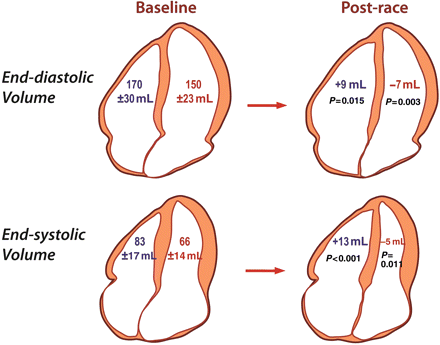 Baseline
Post-race
End-diastolic
Volume
170
±30 mL
150
±23 mL
+9 mL
P=0.015
–7 mL
P=0.003
End-systolic
Volume
83
±17 mL
66
±14 mL
+13 mL
P<0.001
–5 mL
P=
0.011